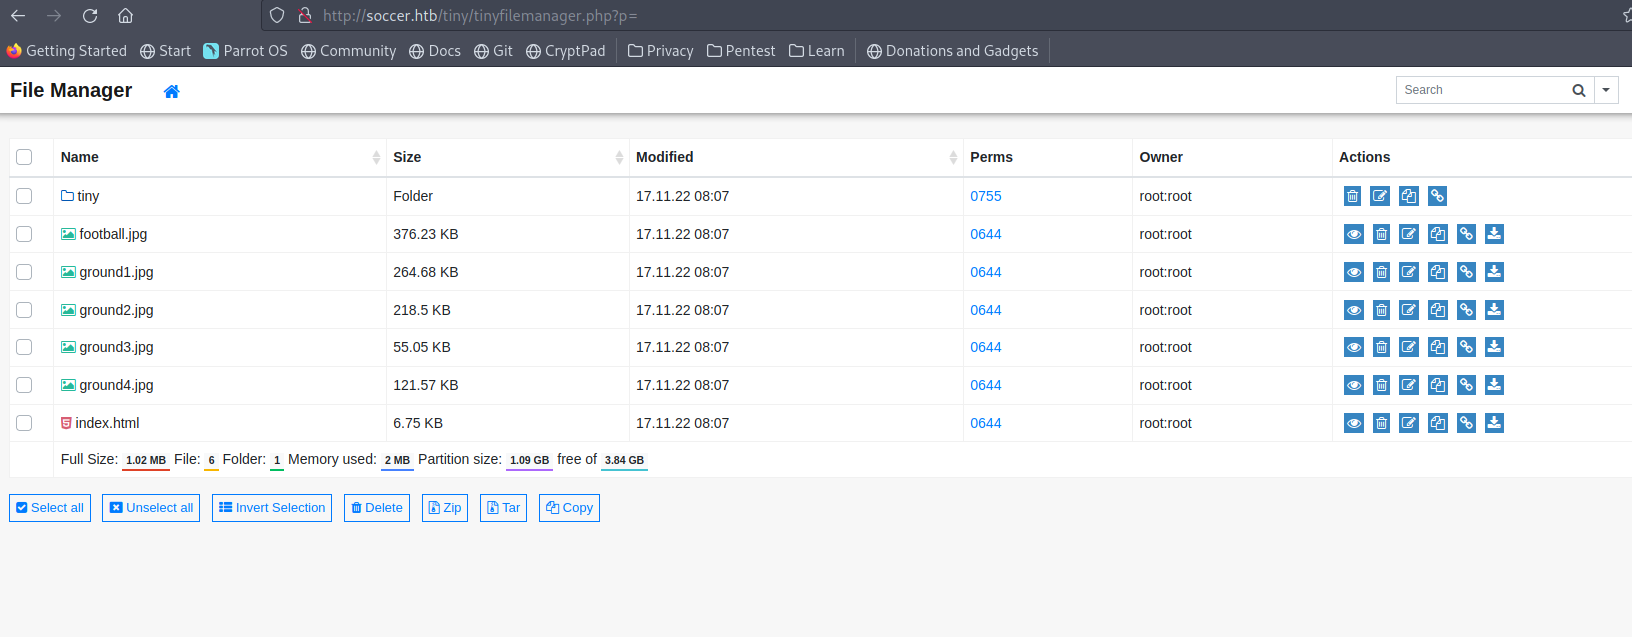 http://soccer.htb/tiny/tinyfilemanager.php?p=
Getting Started Start Parrot OS Community Docs Git CryptPad Privacy Pentest Learn Donations and Gadgets
File Manager Search
Name Size Modified Perms Owner Actions
tiny Folder 17.11.22 08:07 0755 root:root
football.jpg 376.23 KB 17.11.22 08:07 0644 root:root
ground1.jpg 264.68 KB 17.11.22 08:07 0644 root:root
ground2.jpg 218.5 KB 17.11.22 08:07 0644 root:root
ground3.jpg 55.05 KB 17.11.22 08:07 0644 root:root
ground4.jpg 121.57 KB 17.11.22 08:07 0644 root:root
index.html 6.75 KB 17.11.22 08:07 0644 root:root
Full Size: 1.02 MB File: 6 Folder: 1 Memory used: 2 MB Partition size: 1.09 GB free of 3.84 GB
Select all Unselect all Invert Selection Delete Zip Tar Copy